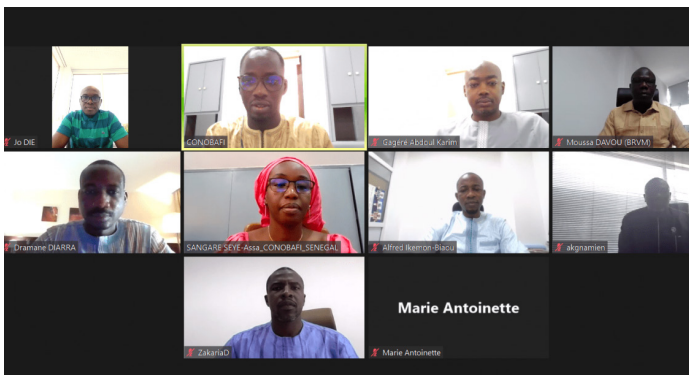 Jo DIE
CONOBAFI
Gagéré Abdoul Karim
Moussa DAVOU (BRVM)
Dramane DIARRA
SANGARE SEYE-Assa_CONOBAFI_SENEGAL
Alfred Ikemon-Biaou
akgnamien
ZakariaD
Marie Antoinette
Marie Antoinette